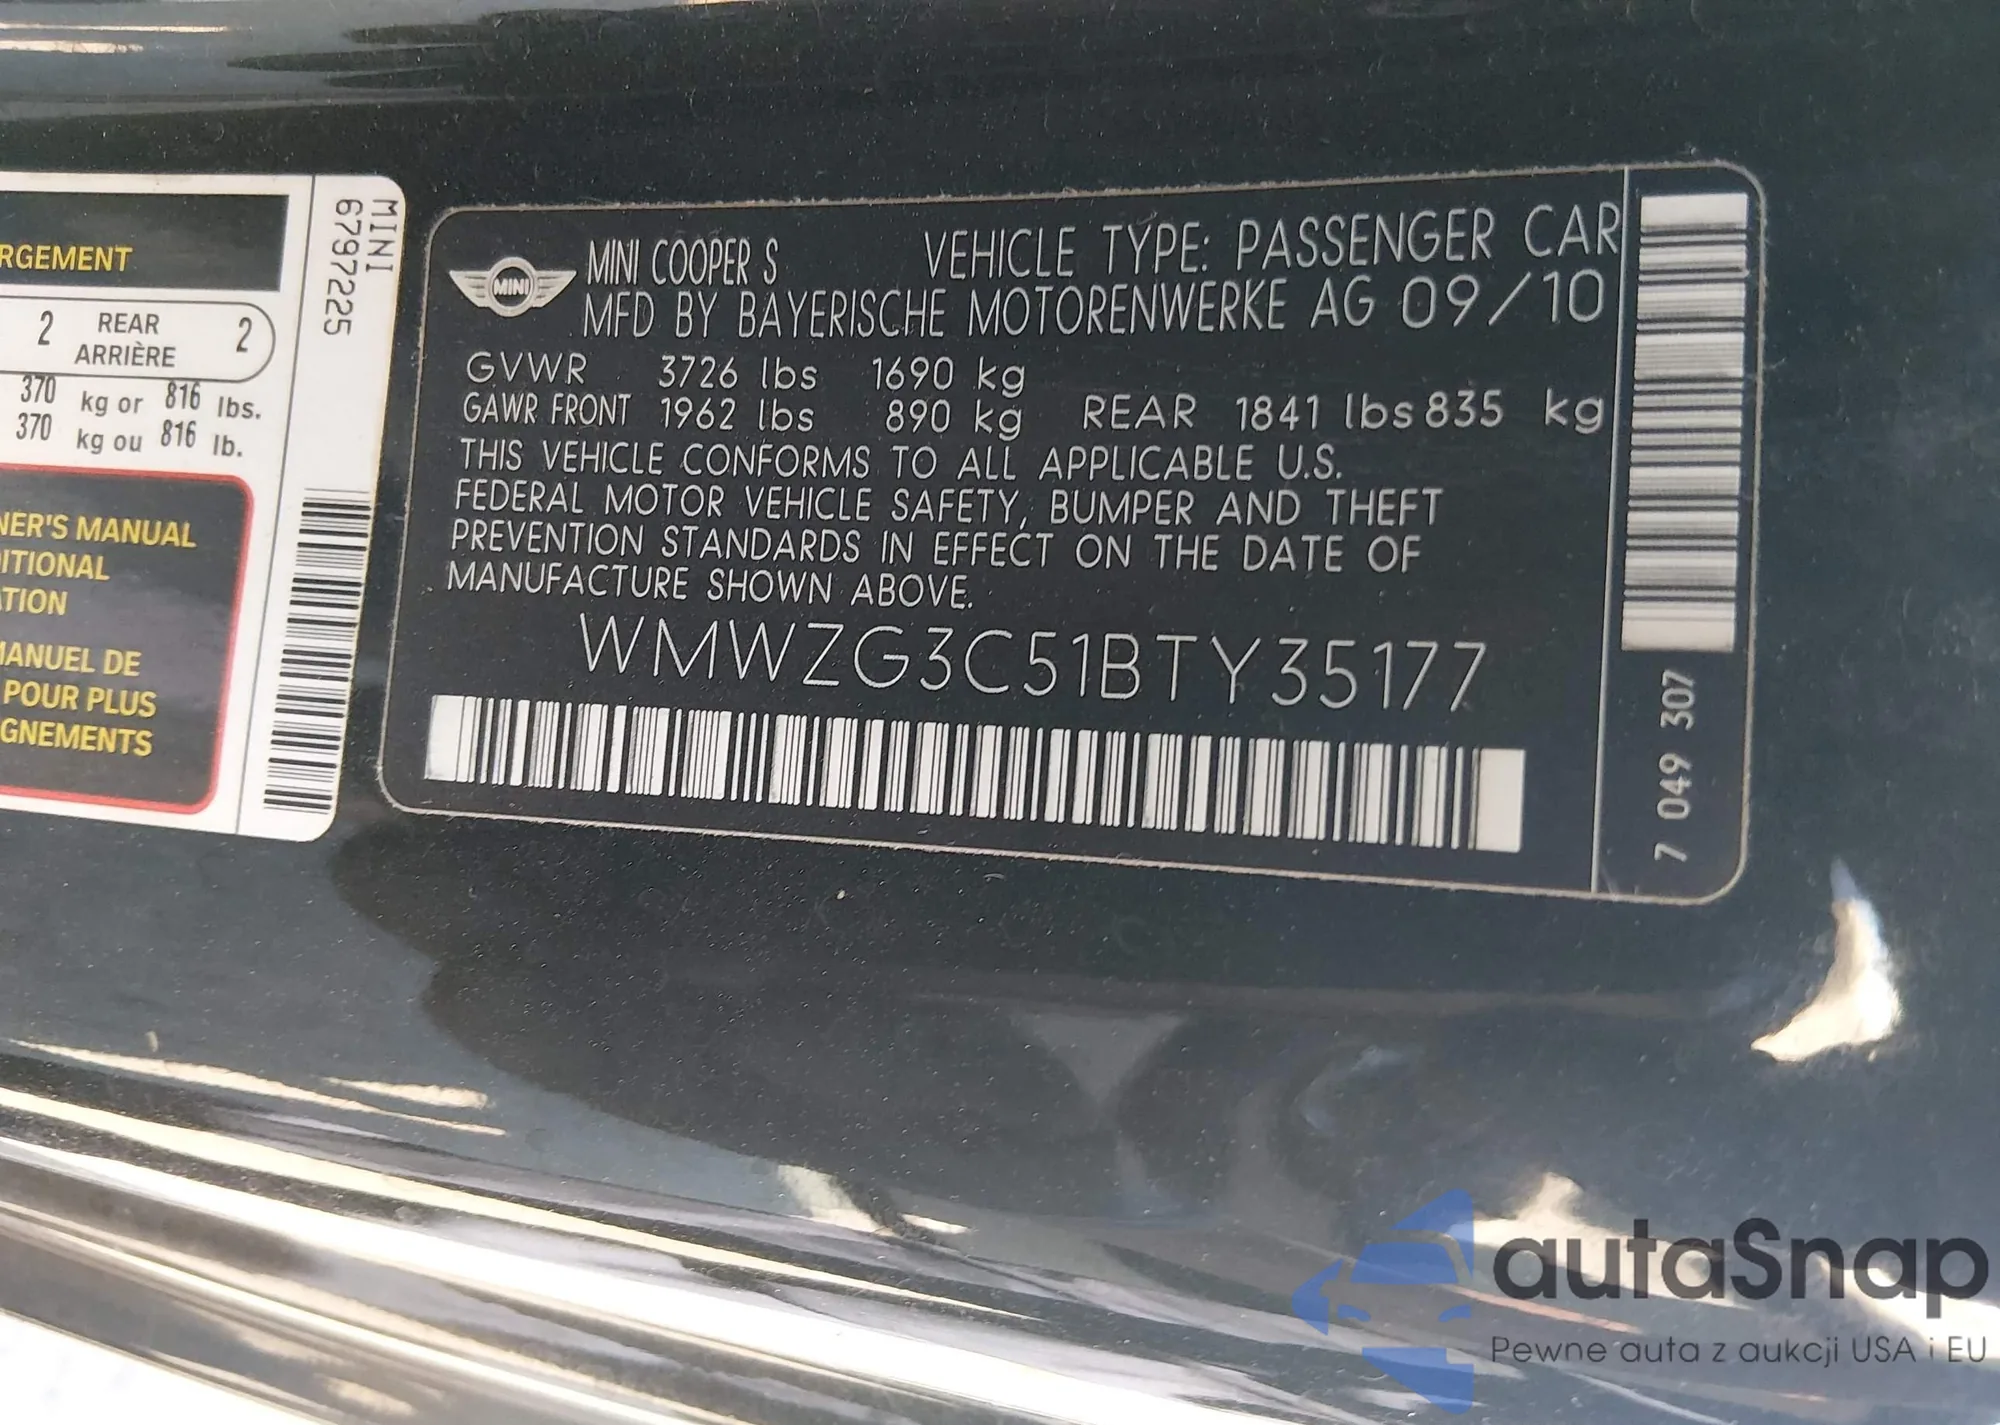 RGEMENT
2 REAR 2
ARRIÈRE
370 kg or 816 lbs.
370 kg ou 816 lb.
NER'S MANUAL
ITIONAL
ATION
MANUEL DE
POUR PLUS
GNEMENTS
MINI
6797225
MINI
MINI COOPER S VEHICLE TYPE: PASSENGER CAR
MFD BY BAYERISCHE MOTORENWERKE AG 09/10
GVWR 3726 lbs 1690 kg
GAWR FRONT 1962 lbs 890 kg REAR 1841 lbs 835 kg
THIS VEHICLE CONFORMS TO ALL APPLICABLE U.S.
FEDERAL MOTOR VEHICLE SAFETY, BUMPER AND THEFT
PREVENTION STANDARDS IN EFFECT ON THE DATE OF
MANUFACTURE SHOWN ABOVE.
WMWZG3C51BTY35177
7 049 307
autaSnap
Pewne auta z aukcji USA i EU